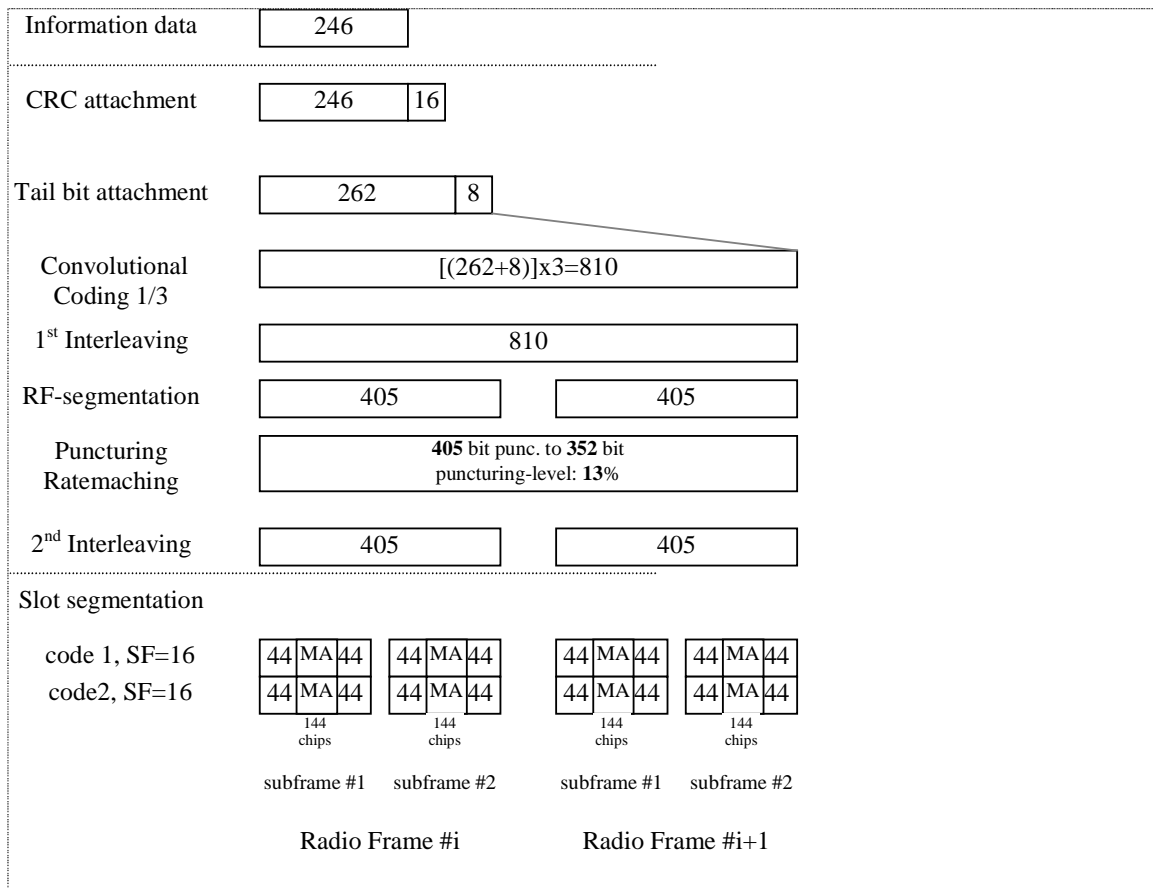 Information data
246
CRC attachment
246 16
Tail bit attachment
262 8
Convolutional
Coding 1/3
[(262+8)]x3=810
1st Interleaving
810
RF-segmentation
405 405
Puncturing
Ratemaching
405 bit punc. to 352 bit
puncturing-level: 13%
2nd Interleaving
405 405
Slot segmentation
code 1, SF=16
44 MA 44 44 MA 44 44 MA 44 44 MA 44
code2, SF=16
44 MA 44 44 MA 44 44 MA 44 44 MA 44
144 144 144 144
chips chips chips chips
subframe #1 subframe #2 subframe #1 subframe #2
Radio Frame #i Radio Frame #i+1